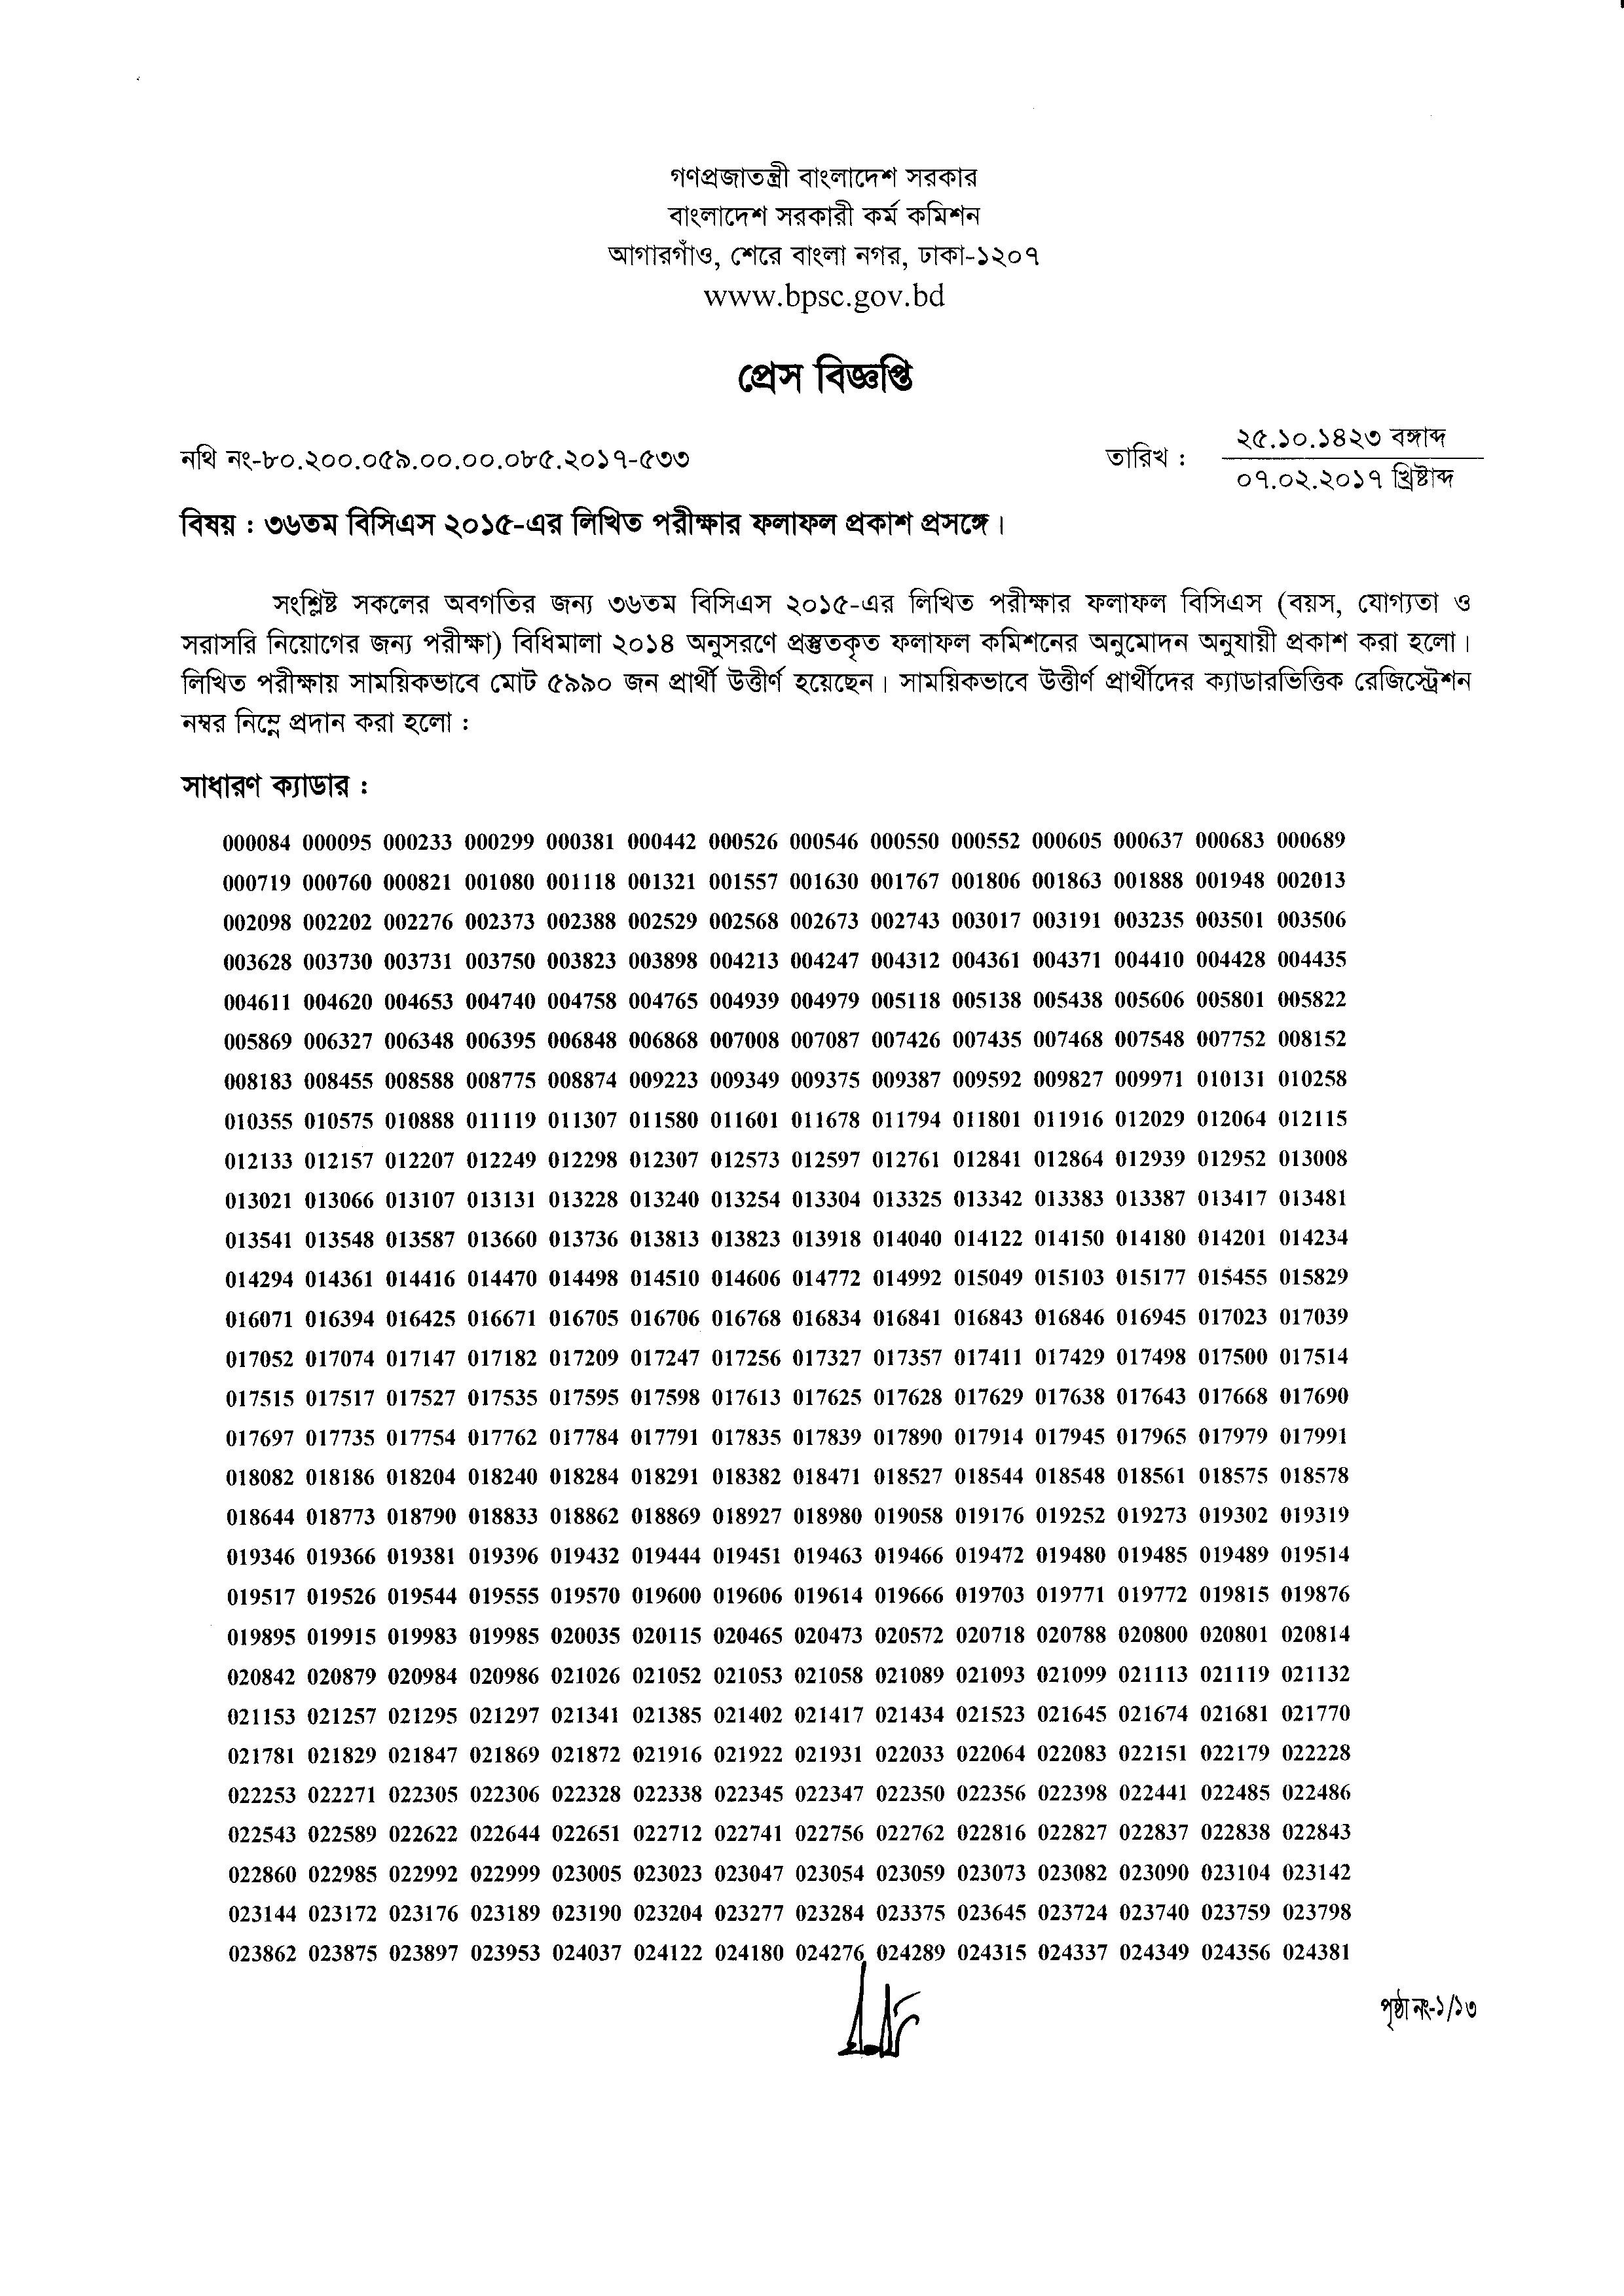 গণপ্রজাতন্ত্রী বাংলাদেশ সরকার
বাংলাদেশ সরকারী কর্ম কমিশন
আগারগাঁও, শেরে বাংলা নগর, ঢাকা-১২০৭
www.bpsc.gov.bd
প্রেস বিজ্ঞপ্তি
নথি নং-৮০.২০০.০৫৯.০০.০০.০৮৫.২০১৭-৫৩৩
তারিখ : ২৫.১০.১৪২৩ বঙ্গাব্দ
০৭.০২.২০১৭ খ্রিষ্টাব্দ
বিষয় : ৩৬তম বিসিএস ২০১৫-এর লিখিত পরীক্ষার ফলাফল প্রকাশ প্রসঙ্গে।
সংশ্লিষ্ট সকলের অবগতির জন্য ৩৬তম বিসিএস ২০১৫-এর লিখিত পরীক্ষার ফলাফল বিসিএস (বয়স, যোগ্যতা ও
সরাসরি নিয়োগের জন্য পরীক্ষা) বিধিমালা ২০১৪ অনুসরণে প্রস্তুতকৃত ফলাফল কমিশনের অনুমোদন অনুযায়ী প্রকাশ করা হলো।
লিখিত পরীক্ষায় সাময়িকভাবে মোট ৫৯৯০ জন প্রার্থী উত্তীর্ণ হয়েছেন। সাময়িকভাবে উত্তীর্ণ প্রার্থীদের ক্যাডারভিত্তিক রেজিস্ট্রেশন
নম্বর নিম্নে প্রদান করা হলো :
সাধারণ ক্যাডার :
000084 000095 000233 000299 000381 000442 000526 000546 000550 000552 000605 000637 000683 000689
000719 000760 000821 001080 001118 001321 001557 001630 001767 001806 001863 001888 001948 002013
002098 002202 002276 002373 002388 002529 002568 002673 002743 003017 003191 003235 003501 003506
003628 003730 003731 003750 003823 003898 004213 004247 004312 004361 004371 004410 004428 004435
004611 004620 004653 004740 004758 004765 004939 004979 005118 005138 005438 005606 005801 005822
005869 006327 006348 006395 006848 006868 007008 007087 007426 007435 007468 007548 007752 008152
008183 008455 008588 008775 008874 009223 009349 009375 009387 009592 009827 009971 010131 010258
010355 010575 010888 011119 011307 011580 011601 011678 011794 011801 011916 012029 012064 012115
012133 012157 012207 012249 012298 012307 012573 012597 012761 012841 012864 012939 012952 013008
013021 013066 013107 013131 013228 013240 013254 013304 013325 013342 013383 013387 013417 013481
013541 013548 013587 013660 013736 013813 013823 013918 014040 014122 014150 014180 014201 014234
014294 014361 014416 014470 014498 014510 014606 014772 014992 015049 015103 015177 015455 015829
016071 016394 016425 016671 016705 016706 016768 016834 016841 016843 016846 016945 017023 017039
017052 017074 017147 017182 017209 017247 017256 017327 017357 017411 017429 017498 017500 017514
017515 017517 017527 017535 017595 017598 017613 017625 017628 017629 017638 017643 017668 017690
017697 017735 017754 017762 017784 017791 017835 017839 017890 017914 017945 017965 017979 017991
018082 018186 018204 018240 018284 018291 018382 018471 018527 018544 018548 018561 018575 018578
018644 018773 018790 018833 018862 018869 018927 018980 019058 019176 019252 019273 019302 019319
019346 019366 019381 019396 019432 019444 019451 019463 019466 019472 019480 019485 019489 019514
019517 019526 019544 019555 019570 019600 019606 019614 019666 019703 019771 019772 019815 019876
019895 019915 019983 019985 020035 020115 020465 020473 020572 020718 020788 020800 020801 020814
020842 020879 020984 020986 021026 021052 021053 021058 021089 021093 021099 021113 021119 021132
021153 021257 021295 021297 021341 021385 021402 021417 021434 021523 021645 021674 021681 021770
021781 021829 021847 021869 021872 021916 021922 021931 022033 022064 022083 022151 022179 022228
022253 022271 022305 022306 022328 022338 022345 022347 022350 022356 022398 022441 022485 022486
022543 022589 022622 022644 022651 022712 022741 022756 022762 022816 022827 022837 022838 022843
022860 022985 022992 022999 023005 023023 023047 023054 023059 023073 023082 023090 023104 023142
023144 023172 023176 023189 023190 023204 023277 023284 023375 023645 023724 023740 023759 023798
023862 023875 023897 023953 024037 024122 024180 024276 024289 024315 024337 024349 024356 024381
পৃষ্ঠা নং-১/১৩